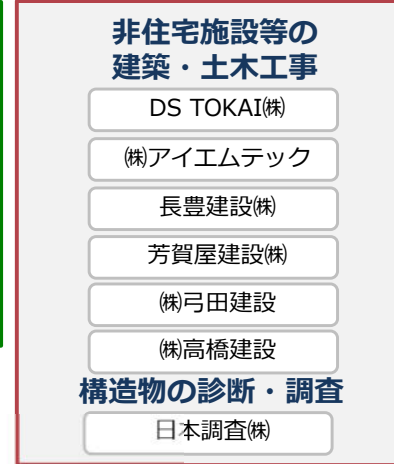 非住宅施設等の
建築・土木工事
DS TOKAI㈱
㈱アイエムテック
長豊建設㈱
芳賀屋建設㈱
㈱弓田建設
㈱高橋建設
構造物の診断・調査
日本調査㈱